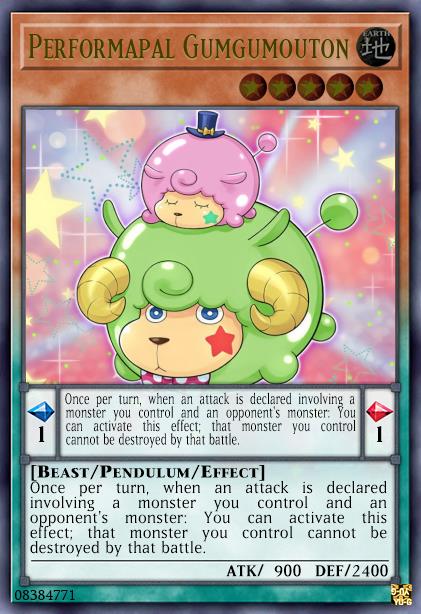 PERFORMAPAL GUMGUMOUTON
EARTH
地
Once per turn, when an attack is declared involving a
monster you control and an opponent's monster: You
can activate this effect; that monster you control
cannot be destroyed by that battle.
1
1
[BEAST/PENDULUM/EFFECT]
Once per turn, when an attack is declared
involving a monster you control and an
opponent's monster: You can activate this
effect; that monster you control cannot be
destroyed by that battle.
ATK/ 900 DEF/2400
08384771